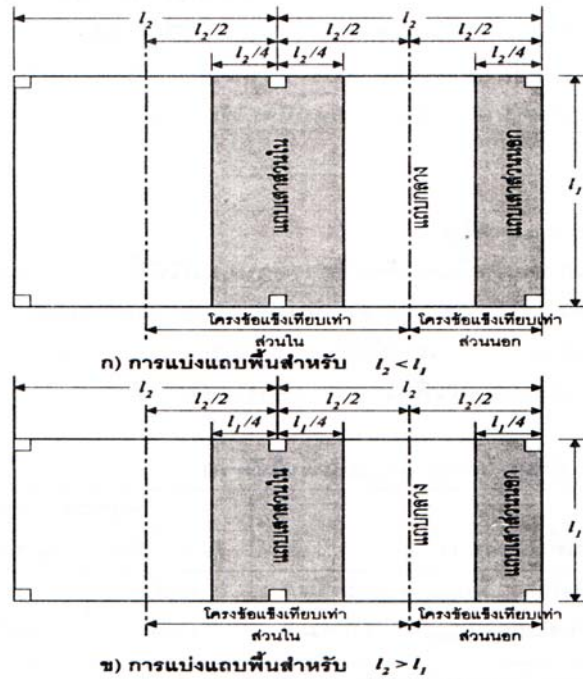 l₂ l₂
l₂/2 l₂/2 l₂/2
l₂/4 l₂/4 l₂/4
แถบเสาส่วนใน
แถบกลาง
แถบเสาส่วนนอก
l₁
โครงข้อแข็งเทียบเท่า โครงข้อแข็งเทียบเท่า
ส่วนใน ส่วนนอก
ก) การแบ่งแถบพื้นสำหรับ l₂ < l₁
l₂ l₂
l₂/2 l₂/2 l₂/2
l₁/4 l₁/4 l₁/4
แถบเสาส่วนใน
แถบกลาง
แถบเสาส่วนนอก
l₁
โครงข้อแข็งเทียบเท่า โครงข้อแข็งเทียบเท่า
ส่วนใน ส่วนนอก
ข) การแบ่งแถบพื้นสำหรับ l₂ > l₁